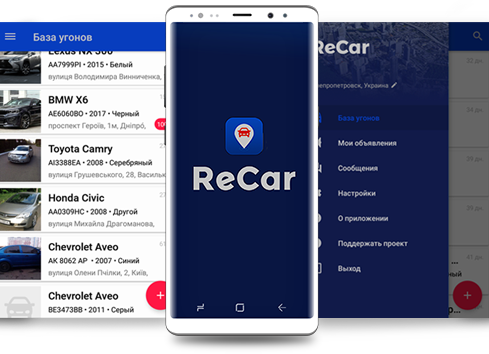 База угонов
Lexus NX 300
AA7999PI • 2015 • Белый
вулиця Володимира Винниченка,
BMW X6
AE6060BO • 2017 • Черный
проспект Героїв, 1м, Дніпро,
Toyota Camry
AI3388EA • 2008 • Серебряный
вулиця Грушевського, 28, Васильк
Honda Civic
AA0309HC • 2008 • Другой
вулиця Михайла Драгоманова,
Chevrolet Aveo
AK 8062 AP • 2007 • Синий
вулиця Олени Пчілки, 2, Київ,
Chevrolet Aveo
BE3473BB • 2011 • Серый
ReCar
ReCar
непропетровск, Украина
База угонов
Мои объявления
Сообщения
Настройки
О приложении
Поддержать проект
Выход